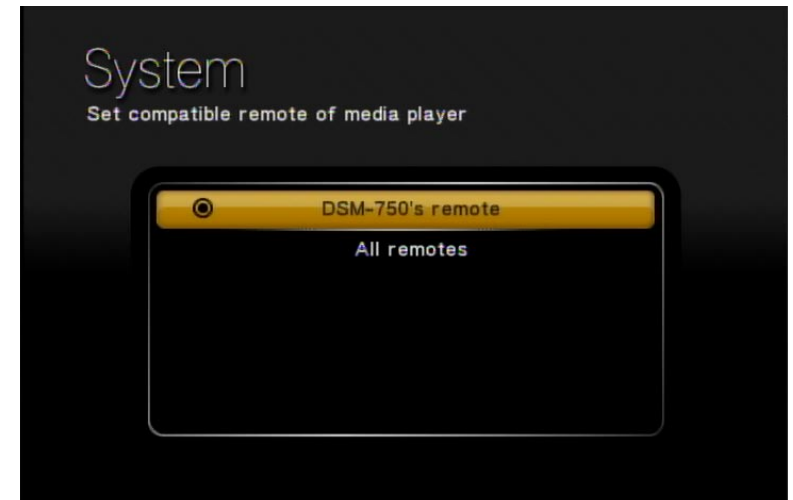 System
Set compatible remote of media player
DSM-750's remote
All remotes